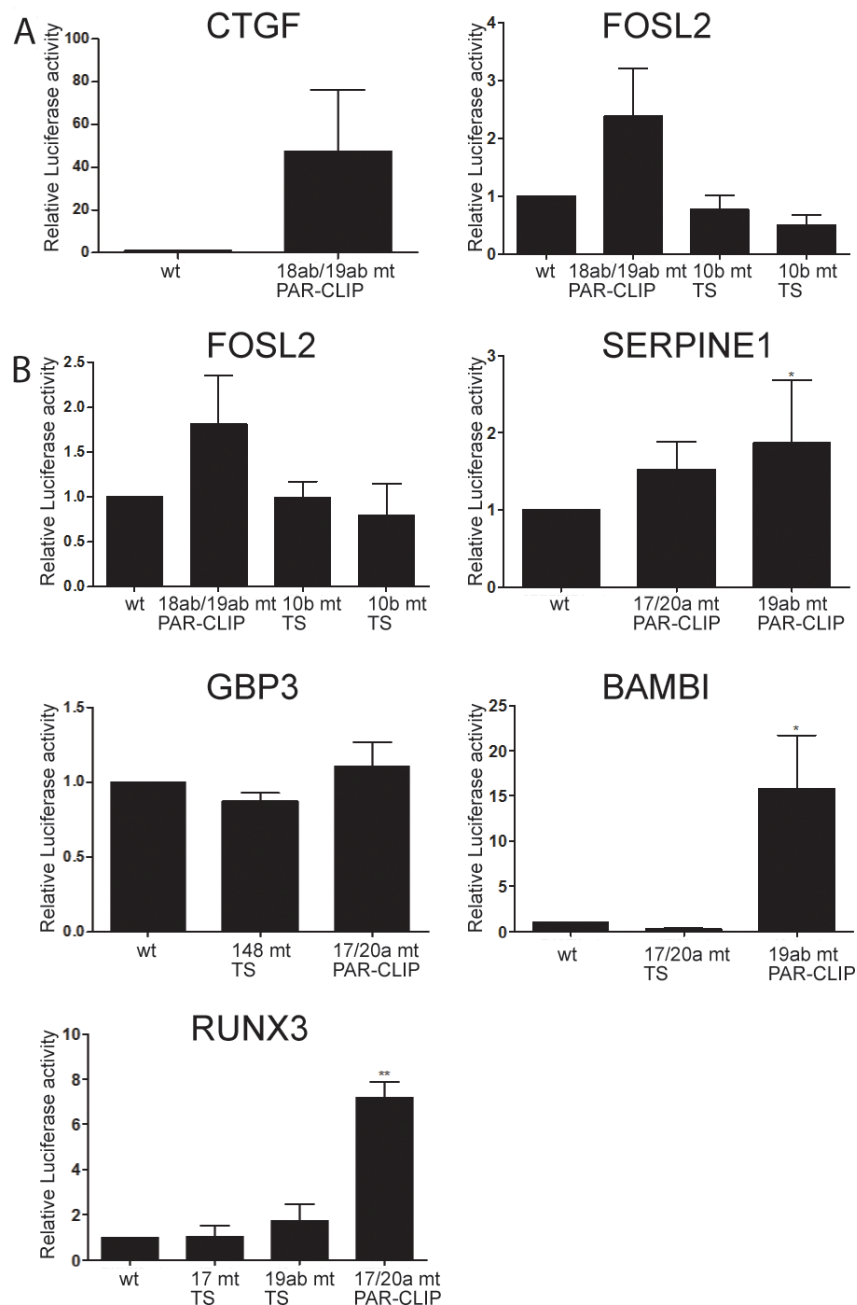 A
CTGF
Relative Luciferase activity
100
80
60
40
20
0
wt
18ab/19ab mt
PAR-CLIP
FOSL2
Relative Luciferase activity
4
3
2
1
0
wt
18ab/19ab mt
PAR-CLIP
10b mt
TS
10b mt
TS
B
FOSL2
Relative Luciferase activity
2.5
2.0
1.5
1.0
0.5
0.0
wt
18ab/19ab mt
PAR-CLIP
10b mt
TS
10b mt
TS
SERPINE1
Relative Luciferase activity
3
2
1
0
*
wt
17/20a mt
PAR-CLIP
19ab mt
PAR-CLIP
GBP3
Relative Luciferase activity
1.5
1.0
0.5
0.0
wt
148 mt
TS
17/20a mt
PAR-CLIP
BAMBI
Relative Luciferase activity
25
20
15
10
5
0
*
wt
17/20a mt
TS
19ab mt
PAR-CLIP
RUNX3
Relative Luciferase activity
10
8
6
4
2
0
**
wt
17 mt
TS
19ab mt
TS
17/20a mt
PAR-CLIP